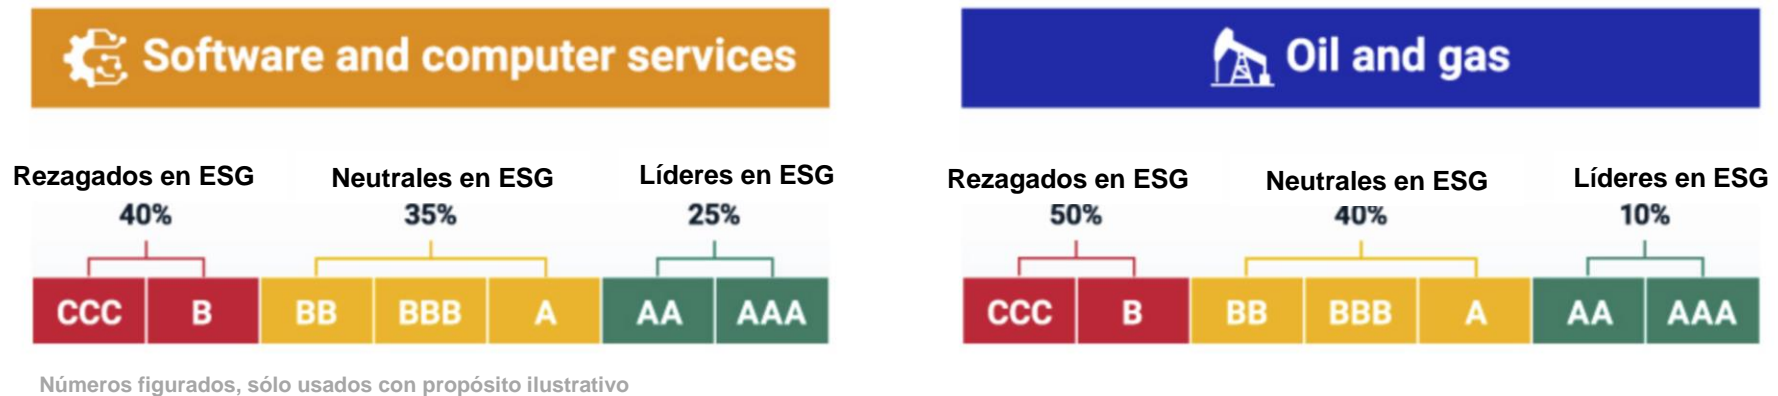 Software and computer services
Rezagados en ESG Neutrales en ESG Líderes en ESG
40% 35% 25%
CCC B BB BBB A AA AAA
Oil and gas
Rezagados en ESG Neutrales en ESG Líderes en ESG
50% 40% 10%
CCC B BB BBB A AA AAA
Números figurados, sólo usados con propósito ilustrativo